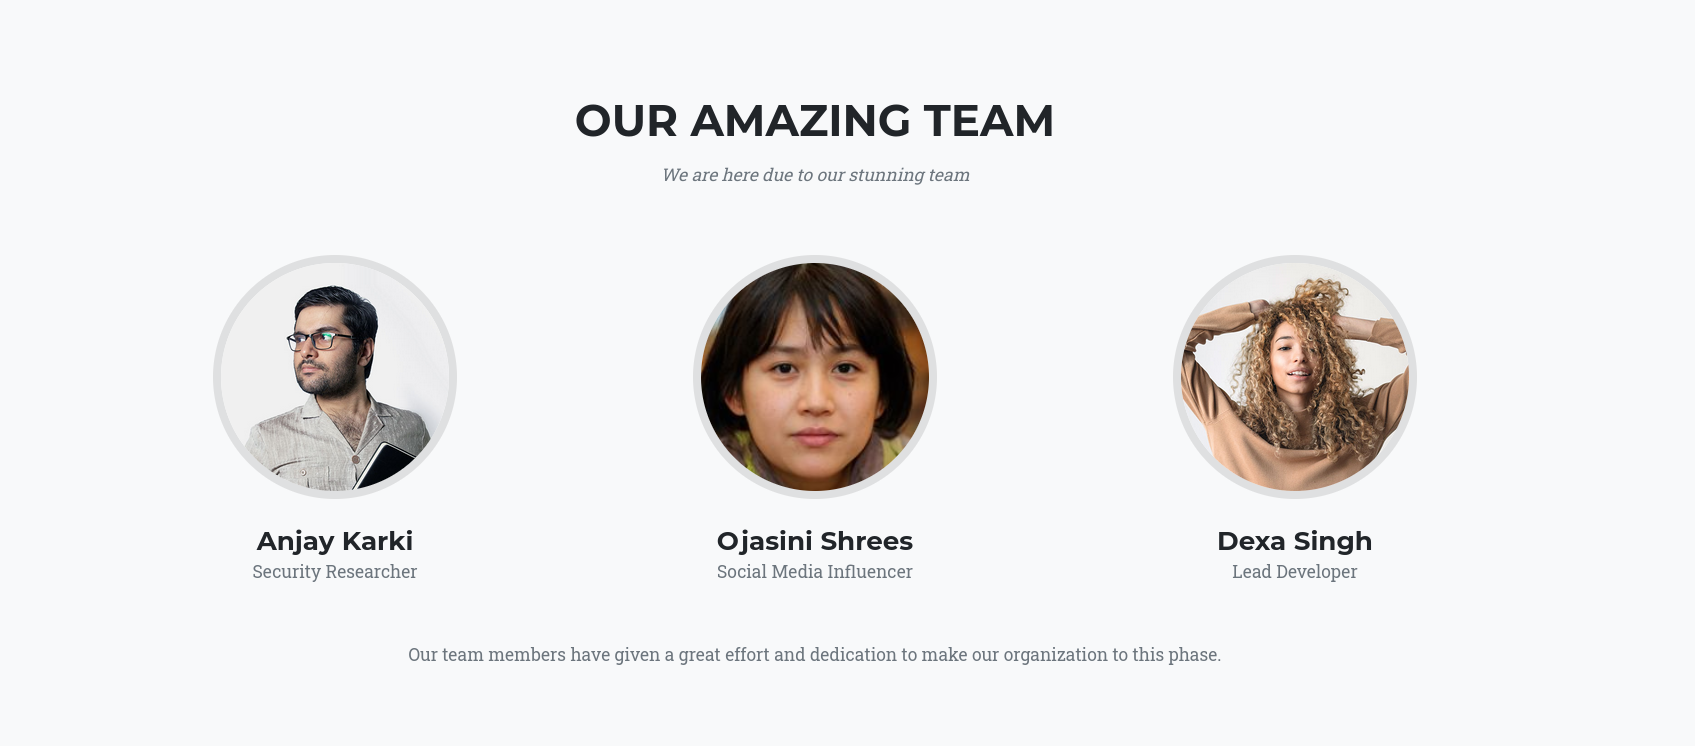 OUR AMAZING TEAM
We are here due to our stunning team
Anjay Karki
Ojasini Shrees
Dexa Singh
Security Researcher
Social Media Influencer
Lead Developer
Our team members have given a great effort and dedication to make our organization to this phase.